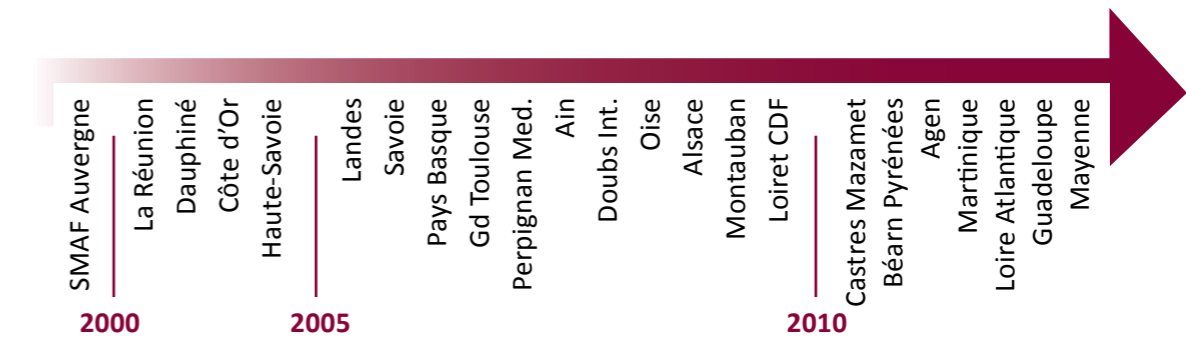 SMAF Auvergne
La Réunion
Dauphiné
Côte d'Or
Haute-Savoie
Landes
Savoie
Pays Basque
Gd Toulouse
Perpignan Med.
Ain
Doubs Int.
Oise
Alsace
Montauban
Loiret CDF
Castres Mazamet
Béarn Pyrénées
Agen
Martinique
Loire Atlantique
Guadeloupe
Mayenne
2000
2005
2010